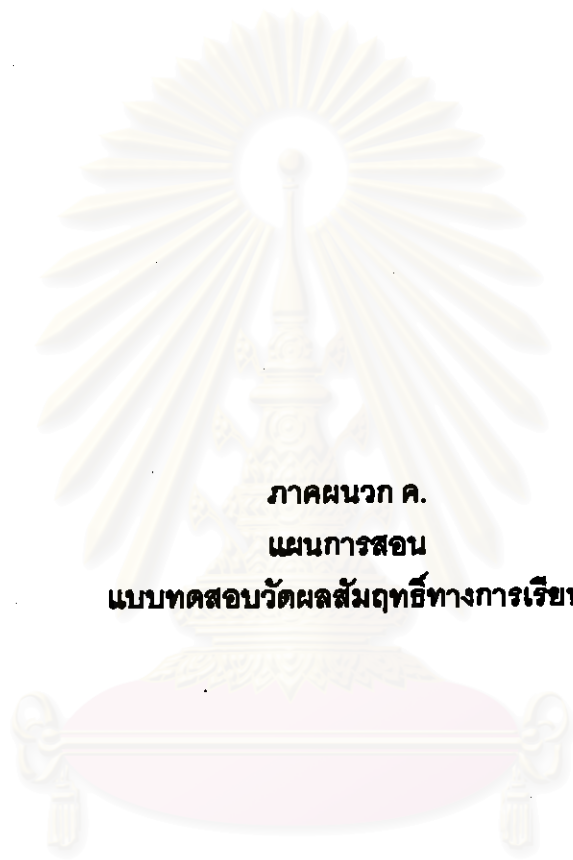 ภาคผนวก ค.
แผนการสอน
แบบทดสอบวัดผลสัมฤทธิ์ทางการเรียน